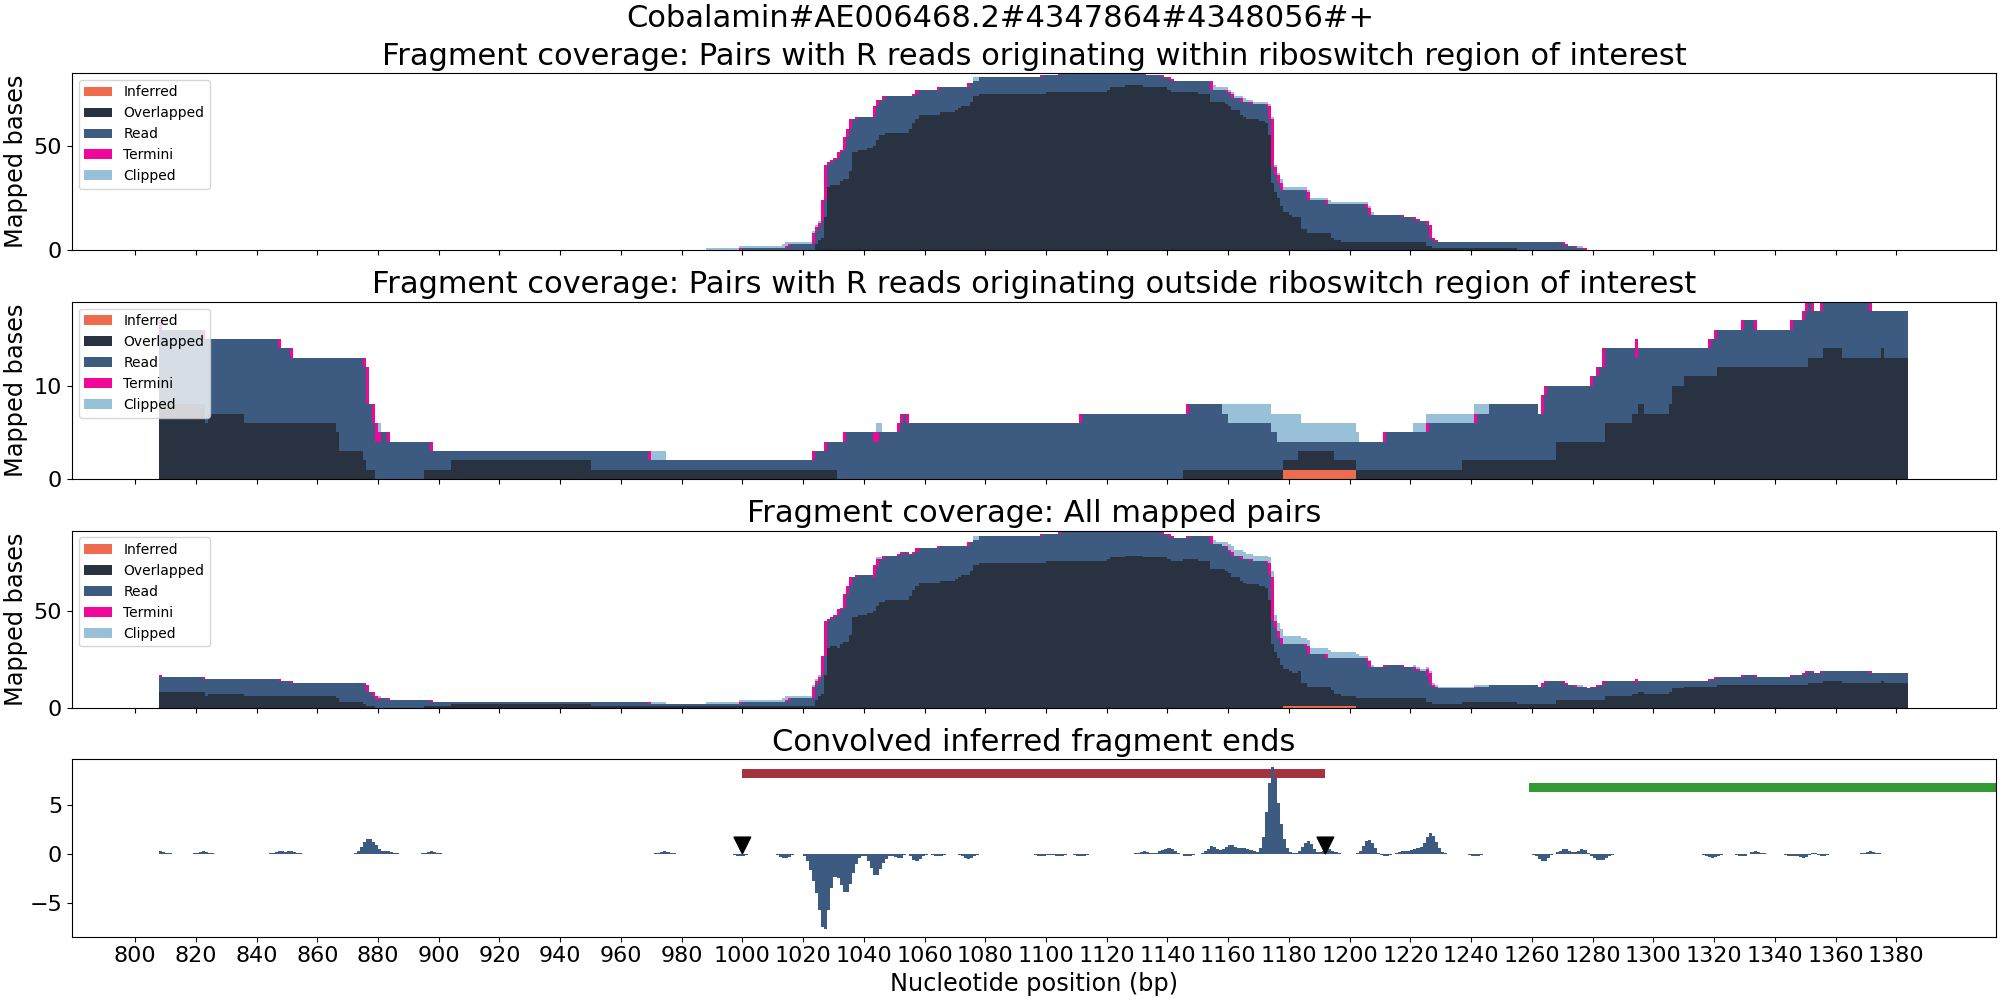 Cobalamin#AE006468.2#4347864#4348056#+
Fragment coverage: Pairs with R reads originating within riboswitch region of interest
Mapped bases
50
0
Inferred
Overlapped
Read
Termini
Clipped
Fragment coverage: Pairs with R reads originating outside riboswitch region of interest
Mapped bases
10
0
Inferred
Overlapped
Read
Termini
Clipped
Fragment coverage: All mapped pairs
Mapped bases
50
0
Inferred
Overlapped
Read
Termini
Clipped
Convolved inferred fragment ends
5
0
−5
800 820 840 860 880 900 920 940 960 980 1000 1020 1040 1060 1080 1100 1120 1140 1160 1180 1200 1220 1240 1260 1280 1300 1320 1340 1360 1380
Nucleotide position (bp)